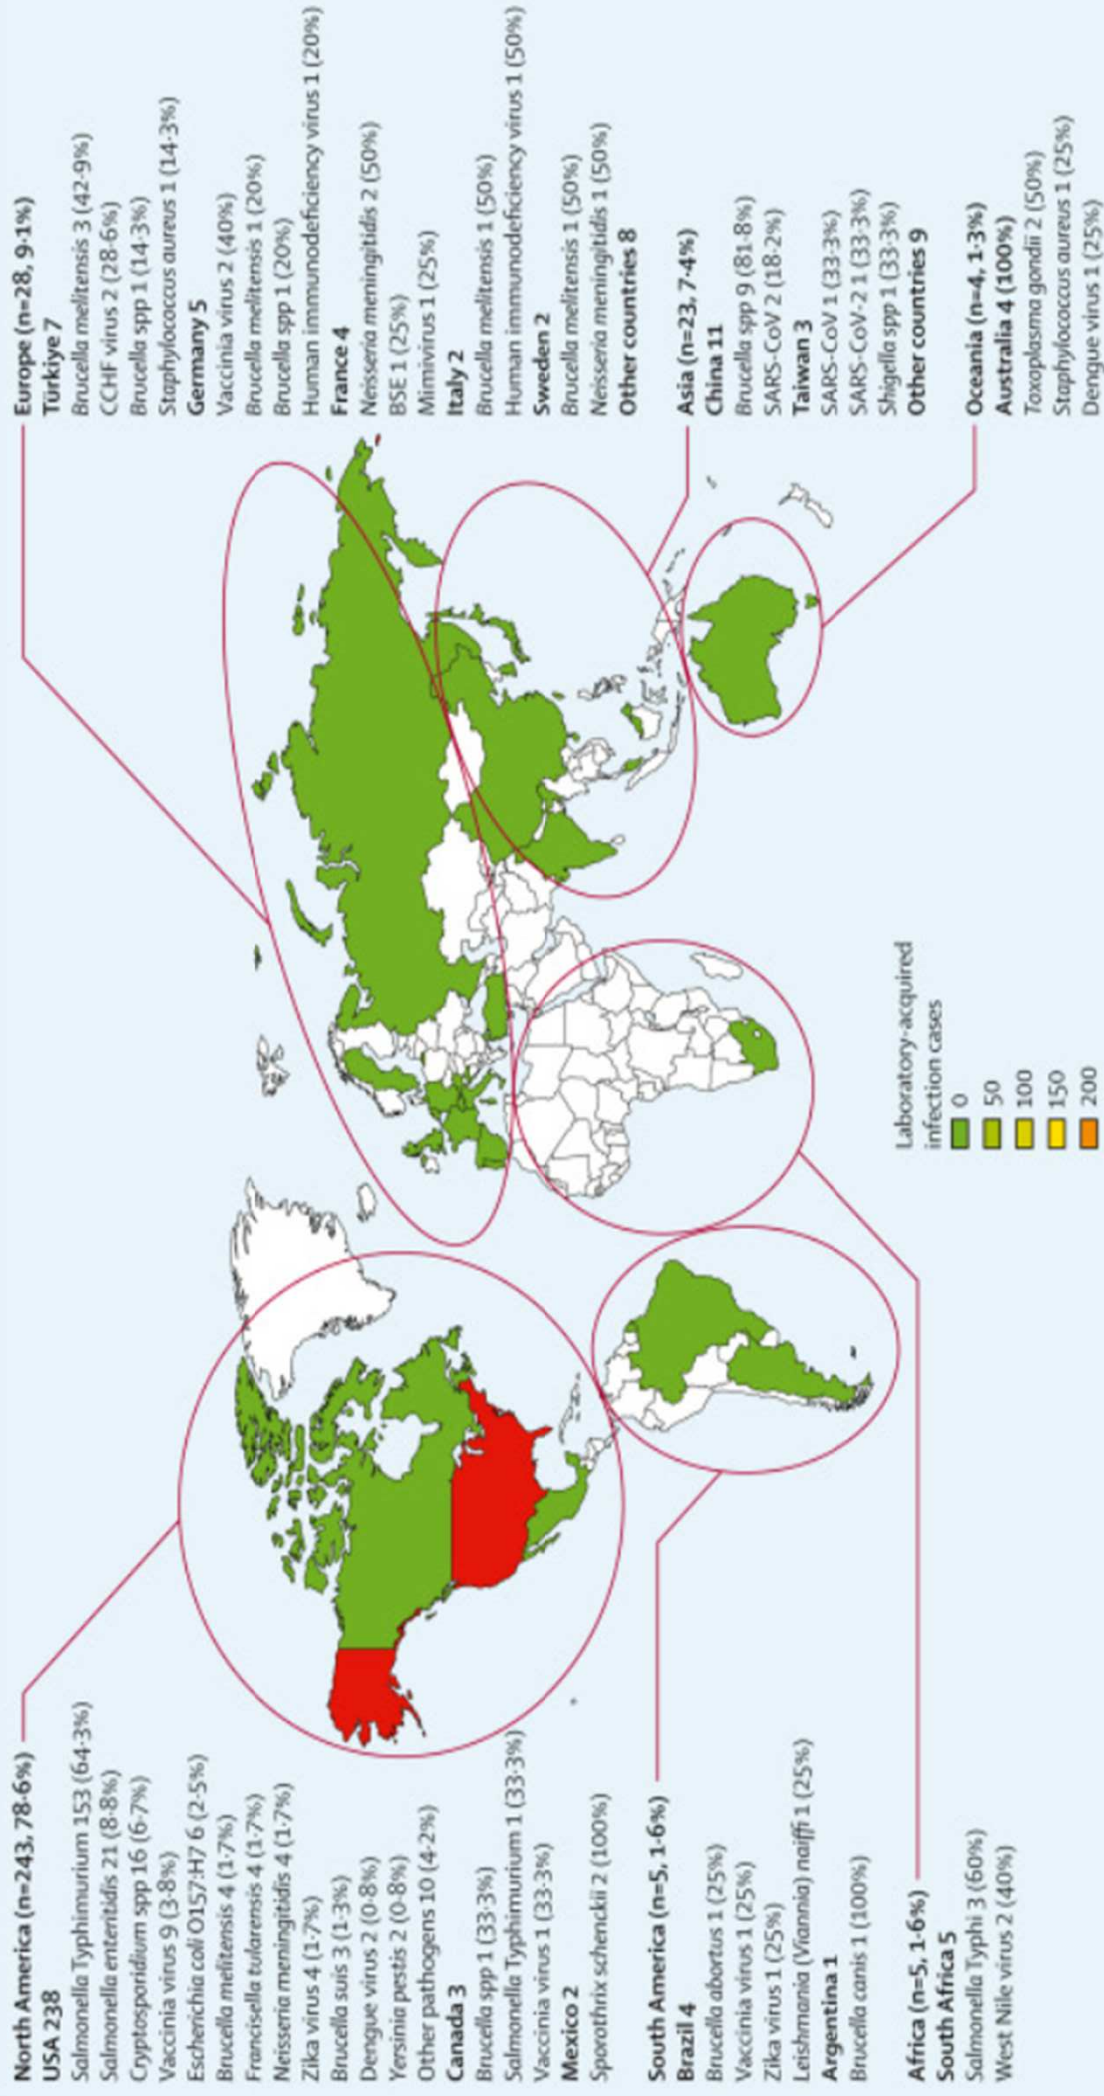 North America (n=243, 78·6%)
USA 238
Salmonella Typhimurium 153 (64·3%)
Salmonella enteritidis 21 (8·8%)
Cryptosporidium spp 16 (6·7%)
Vaccinia virus 9 (3·8%)
Escherichia coli O157:H7 6 (2·5%)
Brucella melitensis 4 (1·7%)
Francisella tularensis 4 (1·7%)
Neisseria meningitidis 4 (1·7%)
Zika virus 4 (1·7%)
Brucella suis 3 (1·3%)
Dengue virus 2 (0·8%)
Yersinia pestis 2 (0·8%)
Other pathogens 10 (4·2%)
Canada 3
Brucella spp 1 (33·3%)
Salmonella Typhimurium 1 (33·3%)
Vaccinia virus 1 (33·3%)
Mexico 2
Sporothrix schenckii 2 (100%)
South America (n=5, 1·6%)
Brazil 4
Brucella abortus 1 (25%)
Vaccinia virus 1 (25%)
Zika virus 1 (25%)
Leishmania (Viannia) naiffi 1 (25%)
Argentina 1
Brucella canis 1 (100%)
Africa (n=5, 1·6%)
South Africa 5
Salmonella Typhi 3 (60%)
West Nile virus 2 (40%)
Laboratory-acquired
infection cases
0
50
100
150
200
Europe (n=28, 9·1%)
Türkiye 7
Brucella melitensis 3 (42·9%)
CCHF virus 2 (28·6%)
Brucella spp 1 (14·3%)
Staphylococcus aureus 1 (14·3%)
Germany 5
Vaccinia virus 2 (40%)
Brucella melitensis 1 (20%)
Brucella spp 1 (20%)
Human immunodeficiency virus 1 (20%)
France 4
Neisseria meningitidis 2 (50%)
BSE 1 (25%)
Mimivirus 1 (25%)
Italy 2
Brucella melitensis 1 (50%)
Human immunodeficiency virus 1 (50%)
Sweden 2
Brucella melitensis 1 (50%)
Neisseria meningitidis 1 (50%)
Other countries 8
Asia (n=23, 7·4%)
China 11
Brucella spp 9 (81·8%)
SARS-CoV 2 (18·2%)
Taiwan 3
SARS-CoV 1 (33·3%)
SARS-CoV-2 1 (33·3%)
Shigella spp 1 (33·3%)
Other countries 9
Oceania (n=4, 1·3%)
Australia 4 (100%)
Toxoplasma gondii 2 (50%)
Staphylococcus aureus 1 (25%)
Dengue virus 1 (25%)